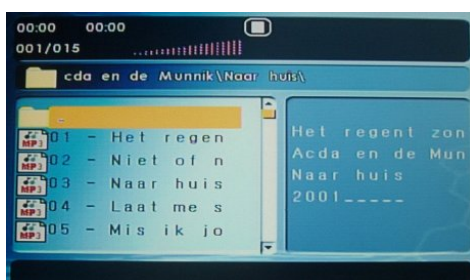 00:00 00:00
001/015
cda en de Munnik\Naar huis\
_
MP3 01 - Het regen
MP3 02 - Niet of n
MP3 03 - Naar huis
MP3 04 - Laat me s
MP3 05 - Mis ik jo
Het regent zon
Acda en de Mun
Naar huis
2001_____